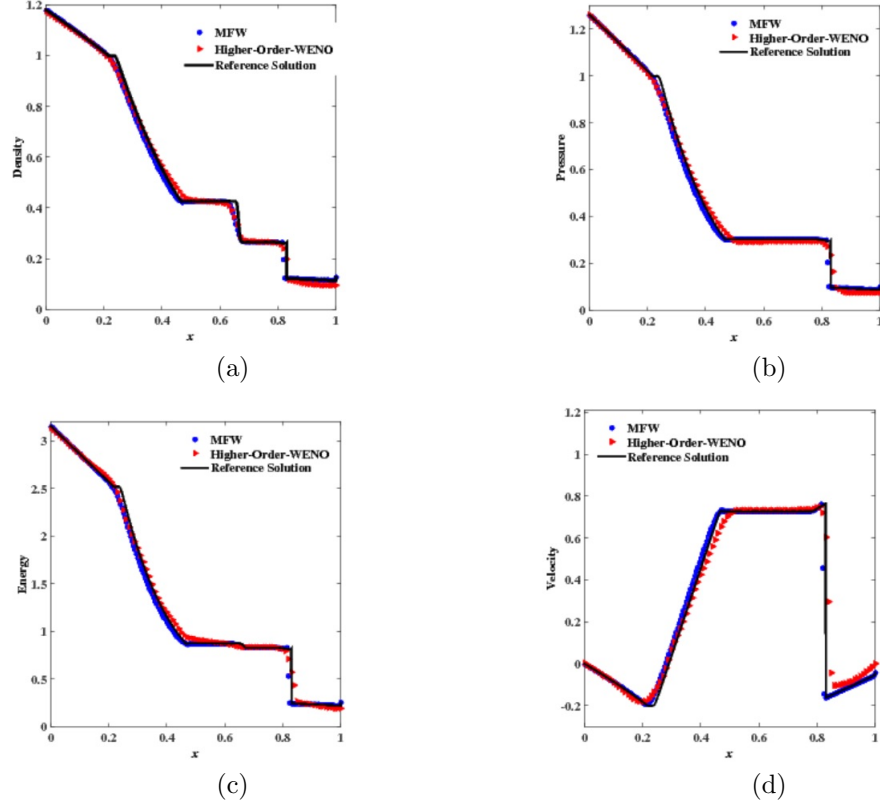 1.2
1
0.8
0.6
0.4
0.2
0
Density
MFW
Higher-Order-WENO
Reference Solution
0 0.2 0.4 0.6 0.8 1
x
(a)
1.2
1
0.8
0.6
0.4
0.2
0
Pressure
MFW
Higher-Order-WENO
Reference Solution
0 0.2 0.4 0.6 0.8 1
x
(b)
3
2.5
2
1.5
1
0.5
0
Energy
MFW
Higher-Order-WENO
Reference Solution
0 0.2 0.4 0.6 0.8 1
x
(c)
1.2
1
0.8
0.6
0.4
0.2
0
-0.2
Velocity
MFW
Higher-Order-WENO
Reference Solution
0 0.2 0.4 0.6 0.8 1
x
(d)